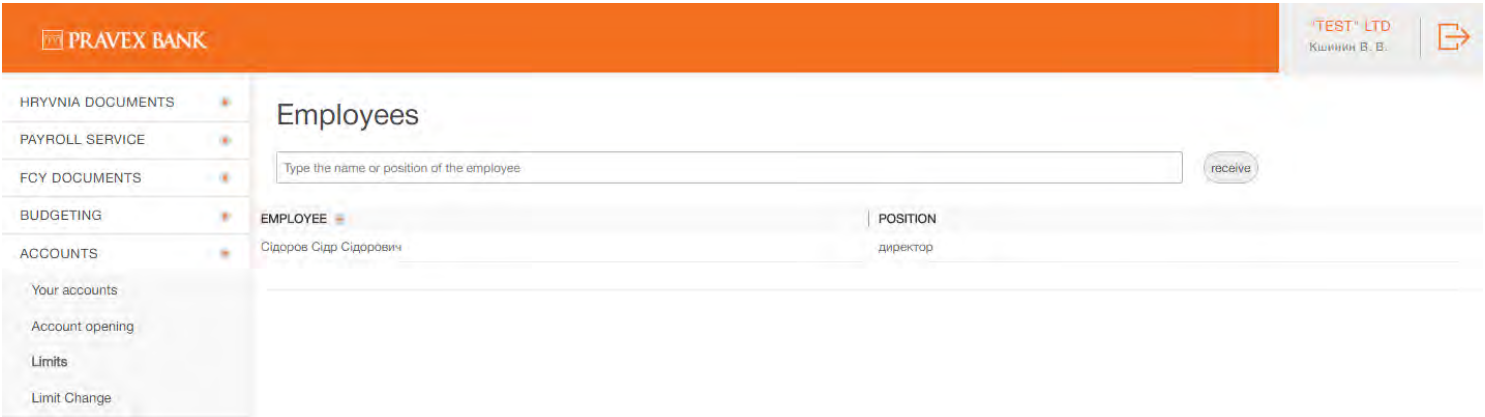 PRAVEX BANK
"TEST" LTD
Кшинин В. В.
HRYVNIA DOCUMENTS
PAYROLL SERVICE
FCY DOCUMENTS
BUDGETING
ACCOUNTS
Your accounts
Account opening
Limits
Limit Change
Employees
Type the name or position of the employee
receive
EMPLOYEE POSITION
Сідоров Сідр Сідорович директор